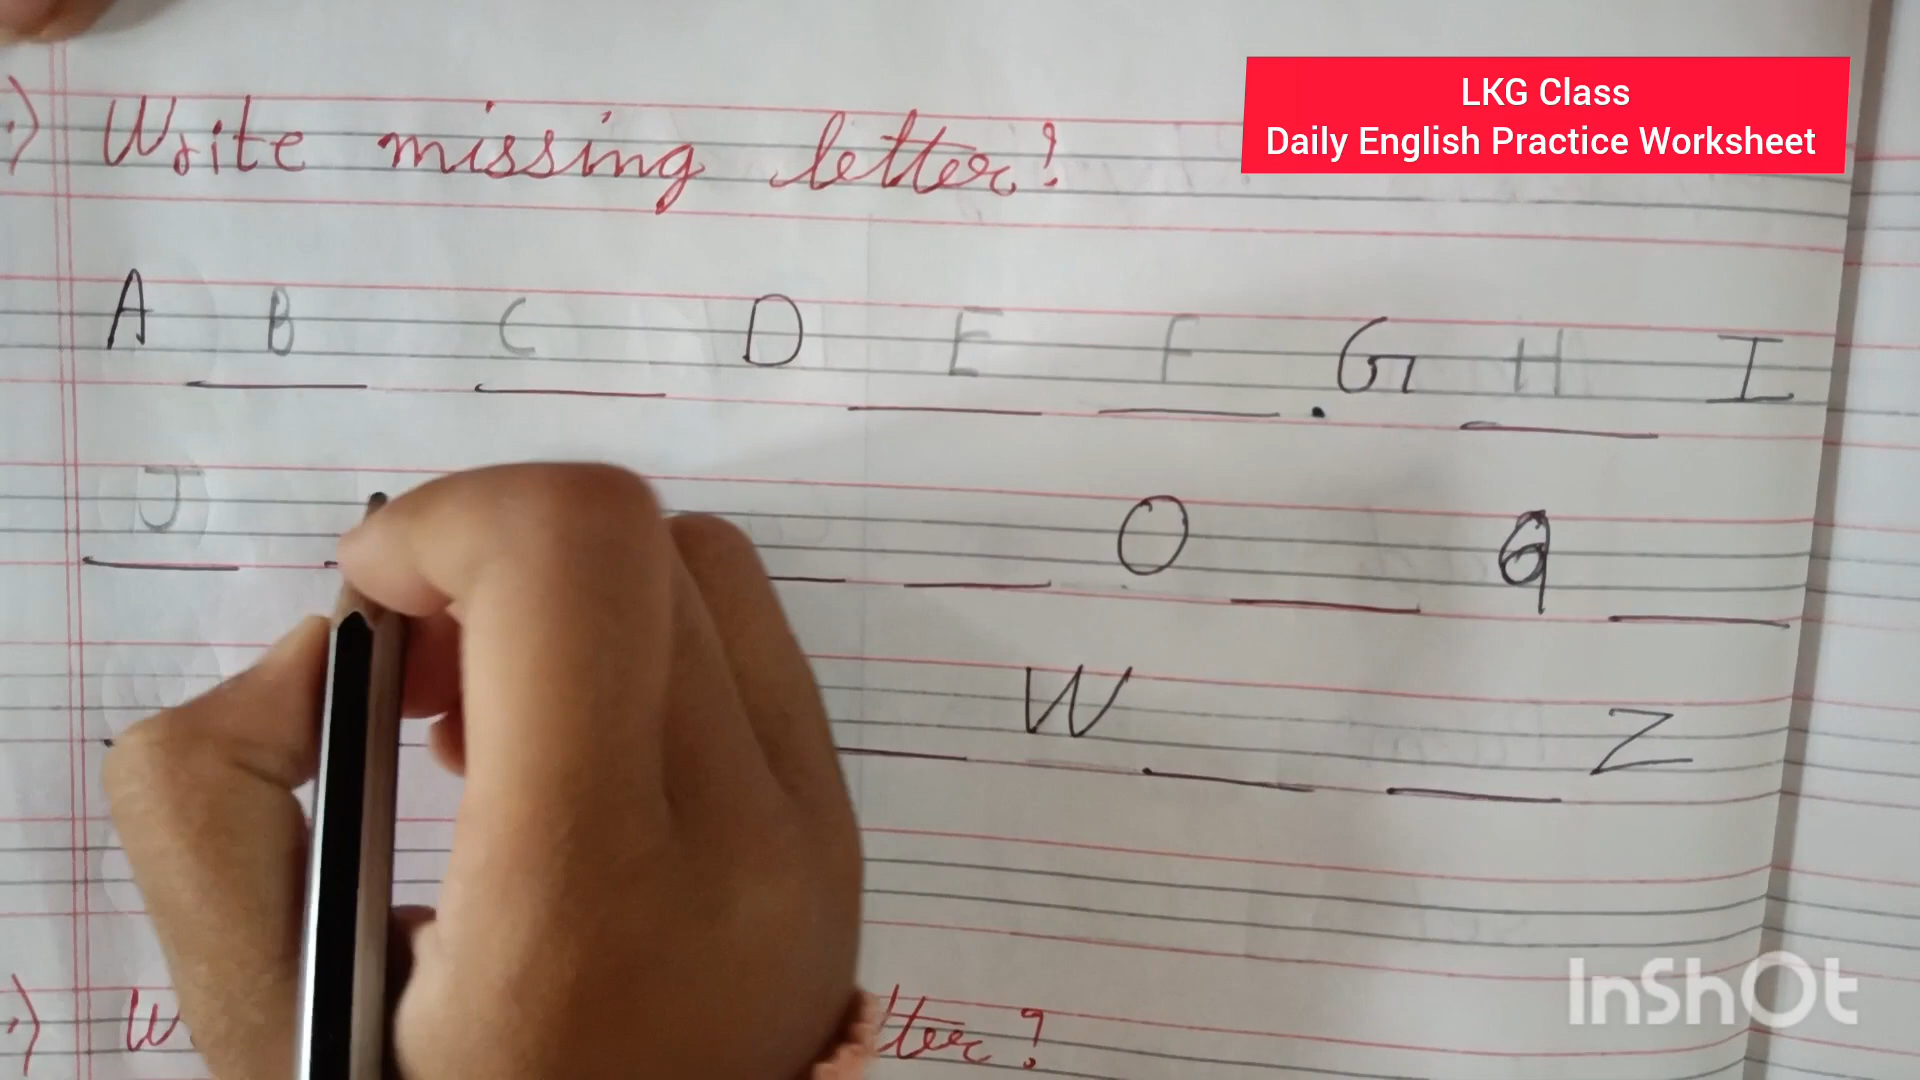 LKG Class
Daily English Practice Worksheet
Write missing letter?
A B C D E F . G H I
J O Q
W Z
?
InShOt